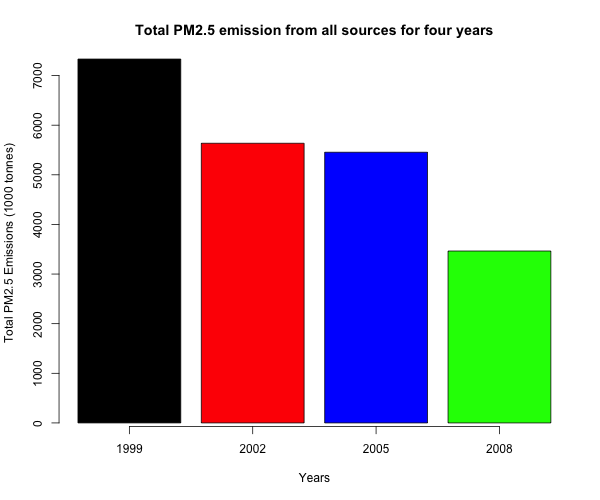 Total PM2.5 emission from all sources for four years
Total PM2.5 Emissions (1000 tonnes)
7000
6000
5000
4000
3000
2000
1000
0
1999 2002 2005 2008
Years